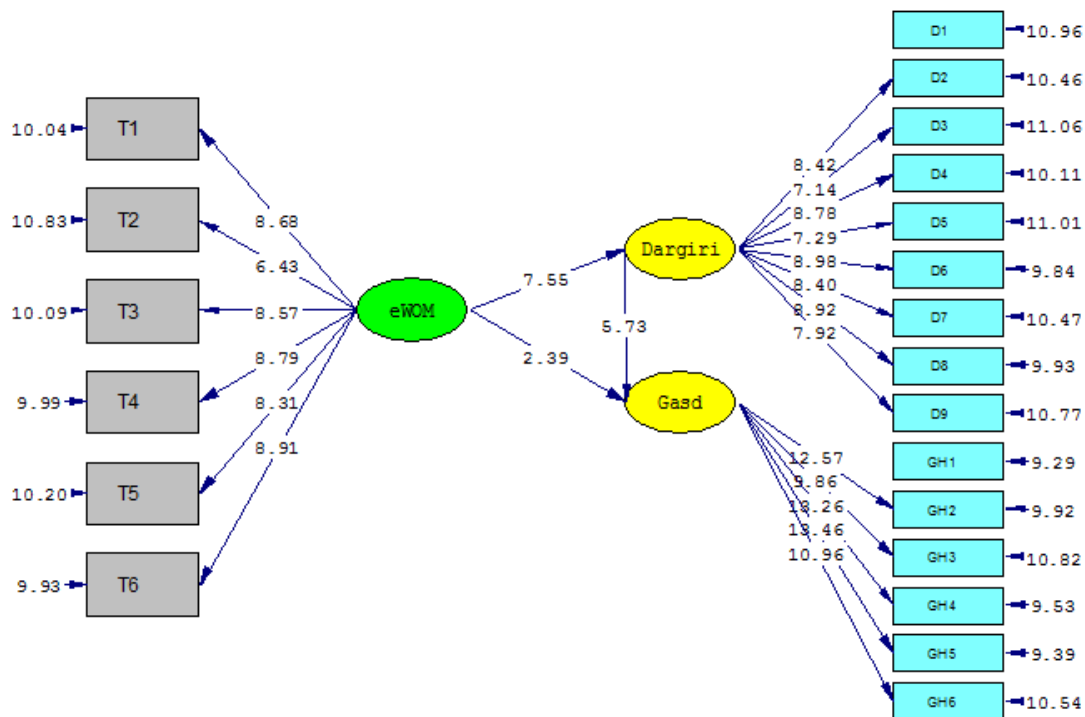 10.04 T1
10.83 T2
10.09 T3
9.99 T4
10.20 T5
9.93 T6
8.68
6.43
8.57
8.79
8.31
8.91
eWOM
7.55
2.39
Dargiri
5.73
Gasd
8.42
7.14
8.78
7.29
8.98
8.40
8.92
7.92
12.57
9.86
13.26
13.46
10.96
D1 10.96
D2 10.46
D3 11.06
D4 10.11
D5 11.01
D6 9.84
D7 10.47
D8 9.93
D9 10.77
GH1 9.29
GH2 9.92
GH3 10.82
GH4 9.53
GH5 9.39
GH6 10.54